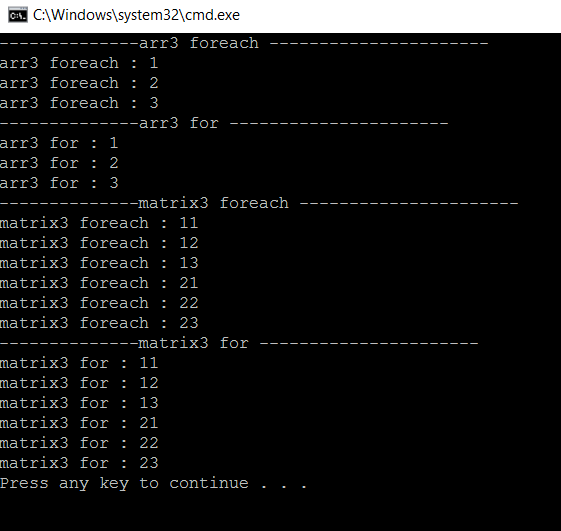 C:\Windows\system32\cmd.exe
--------------arr3 foreach ----------------------
arr3 foreach : 1
arr3 foreach : 2
arr3 foreach : 3
--------------arr3 for ----------------------
arr3 for : 1
arr3 for : 2
arr3 for : 3
--------------matrix3 foreach ----------------------
matrix3 foreach : 11
matrix3 foreach : 12
matrix3 foreach : 13
matrix3 foreach : 21
matrix3 foreach : 22
matrix3 foreach : 23
--------------matrix3 for ----------------------
matrix3 for : 11
matrix3 for : 12
matrix3 for : 13
matrix3 for : 21
matrix3 for : 22
matrix3 for : 23
Press any key to continue . . .